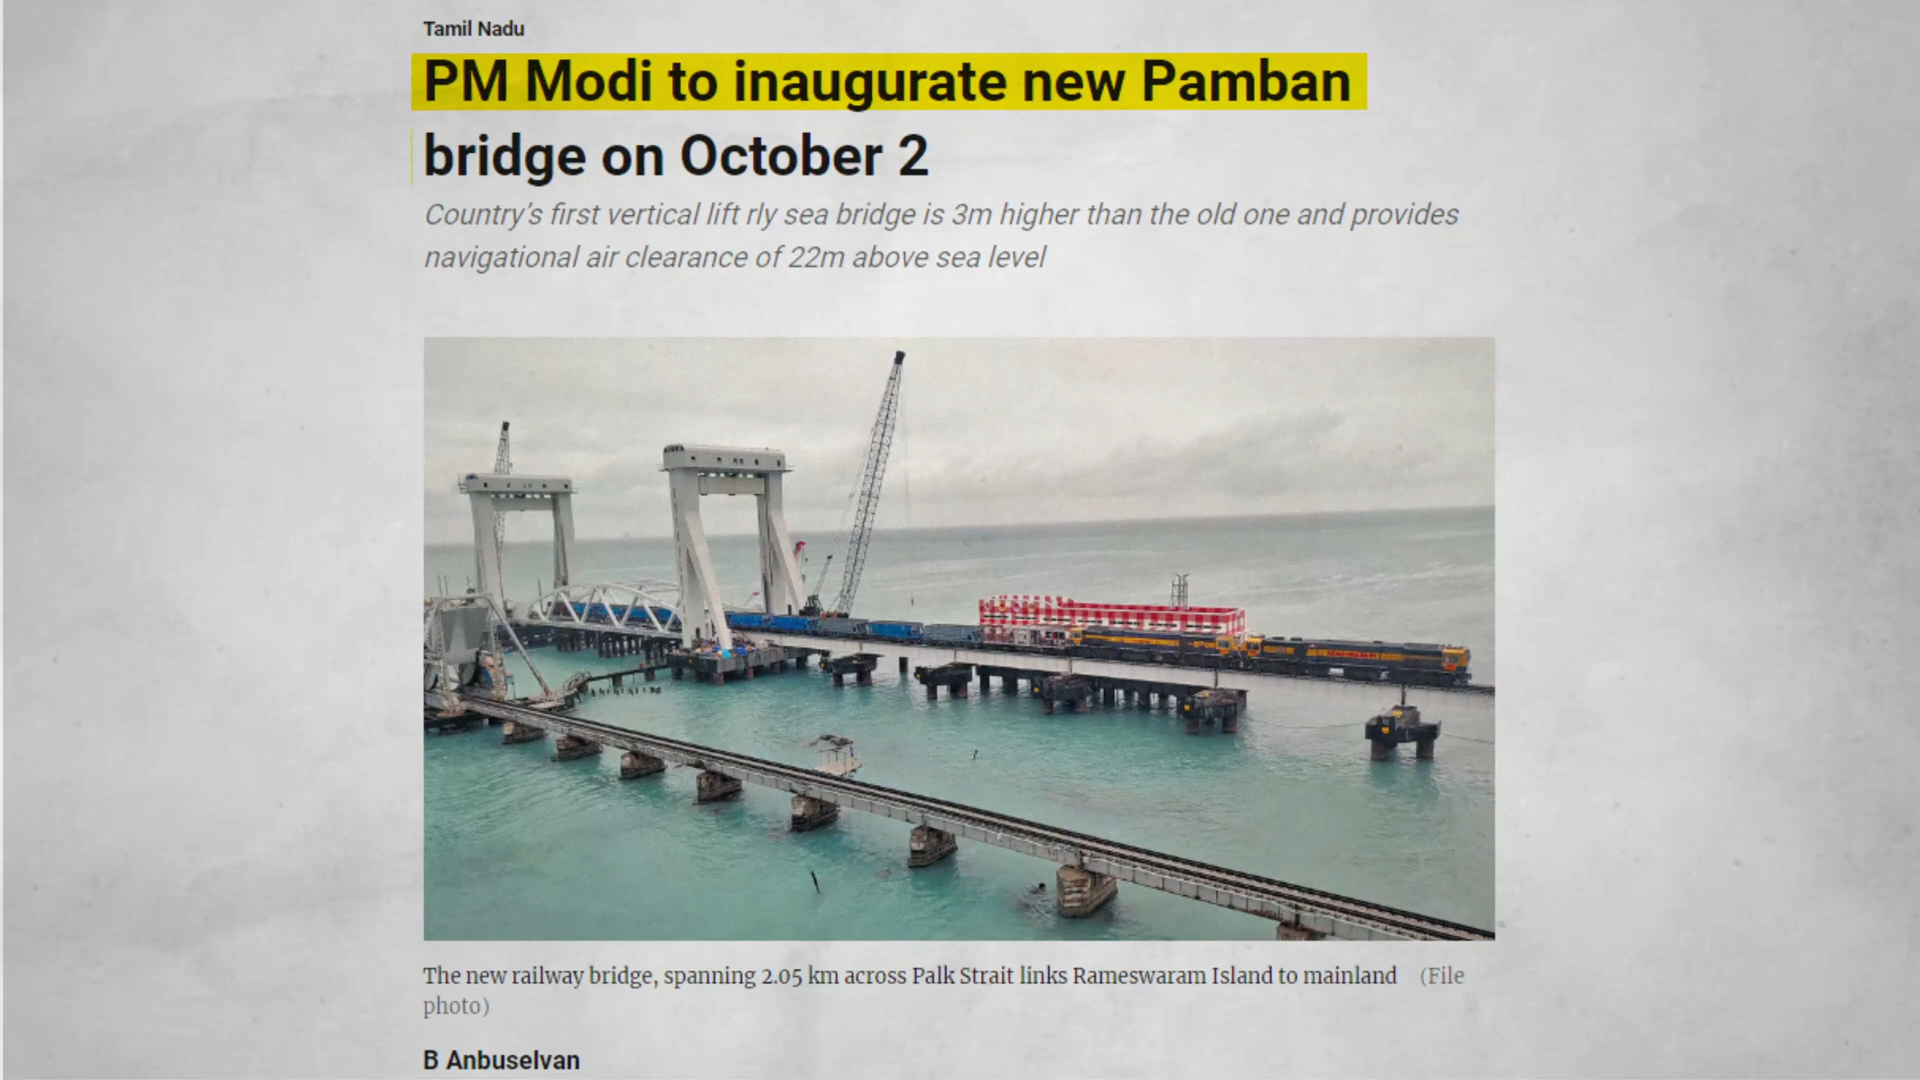 Tamil Nadu
PM Modi to inaugurate new Pamban
bridge on October 2
Country's first vertical lift rly sea bridge is 3m higher than the old one and provides
navigational air clearance of 22m above sea level
The new railway bridge, spanning 2.05 km across Palk Strait links Rameswaram Island to mainland (File
photo)
B Anbuselvan